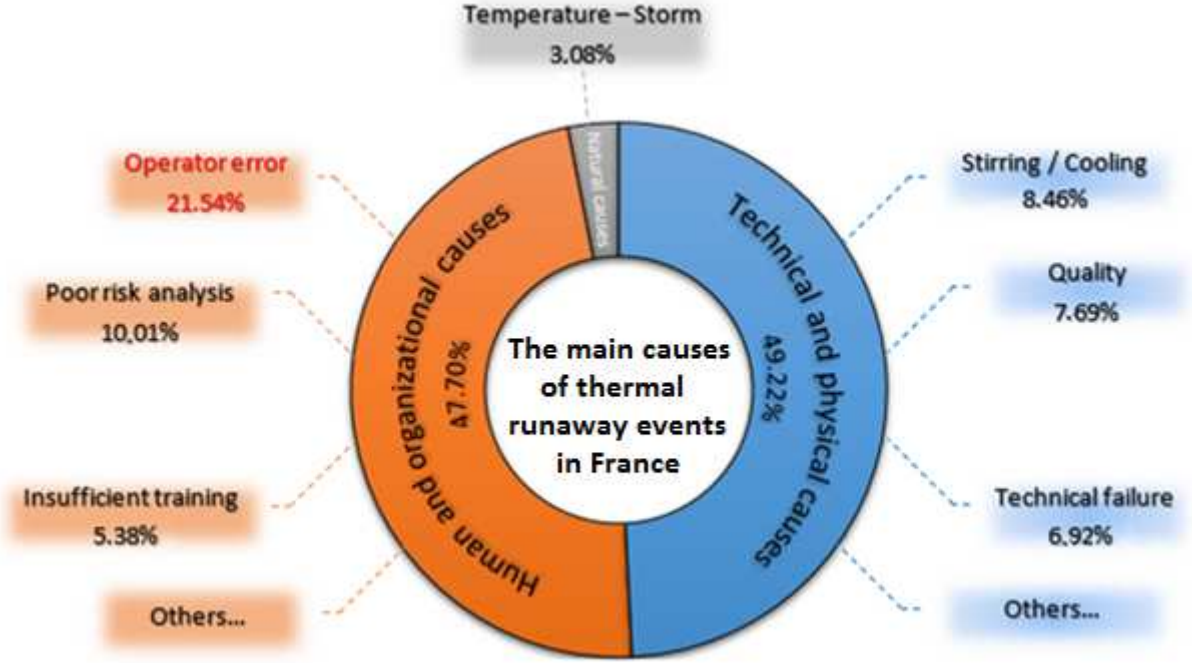 Temperature – Storm
3.08%
Natural causes
Operator error
21.54%
Poor risk analysis
10.01%
Insufficient training
5.38%
Others...
Human and organizational causes
47.70%
The main causes
of thermal
runaway events
in France
Technical and physical causes
49.22%
Stirring / Cooling
8.46%
Quality
7.69%
Technical failure
6.92%
Others...